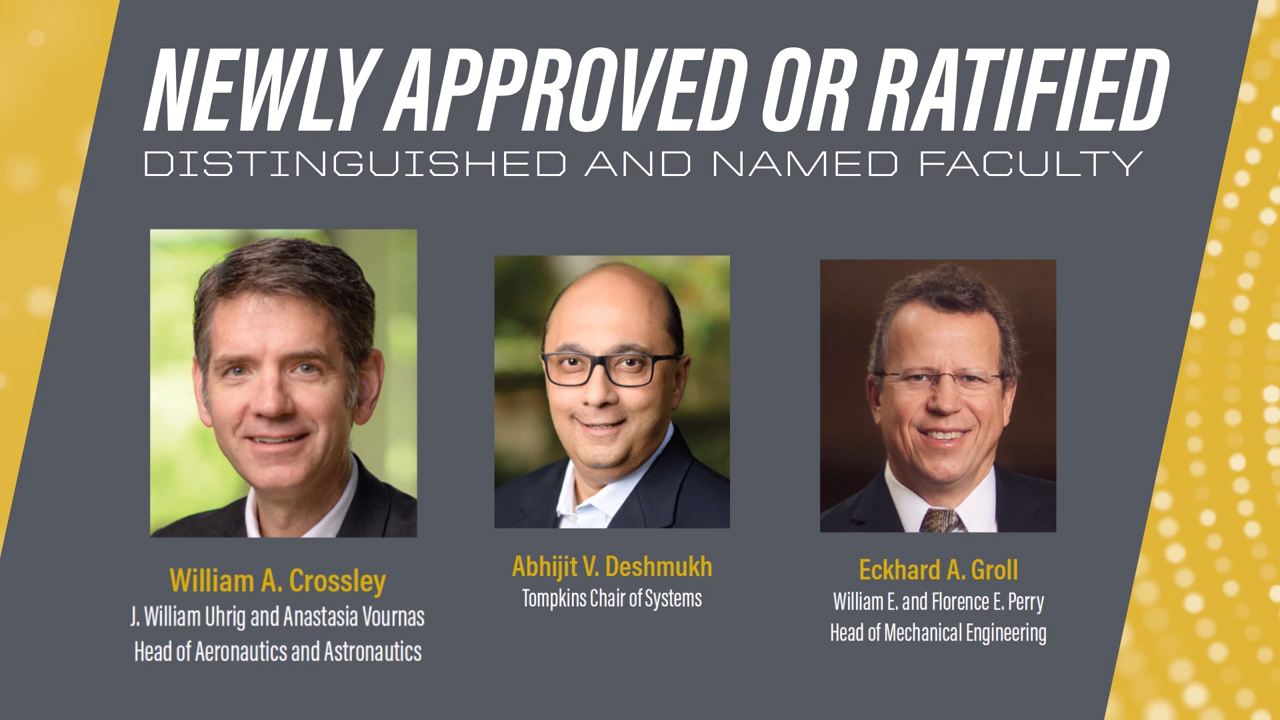 NEWLY APPROVED OR RATIFIED
DISTINGUISHED AND NAMED FACULTY
William A. Crossley
J. William Uhrig and Anastasia Vournas
Head of Aeronautics and Astronautics
Abhijit V. Deshmukh
Tompkins Chair of Systems
Eckhard A. Groll
William E. and Florence E. Perry
Head of Mechanical Engineering